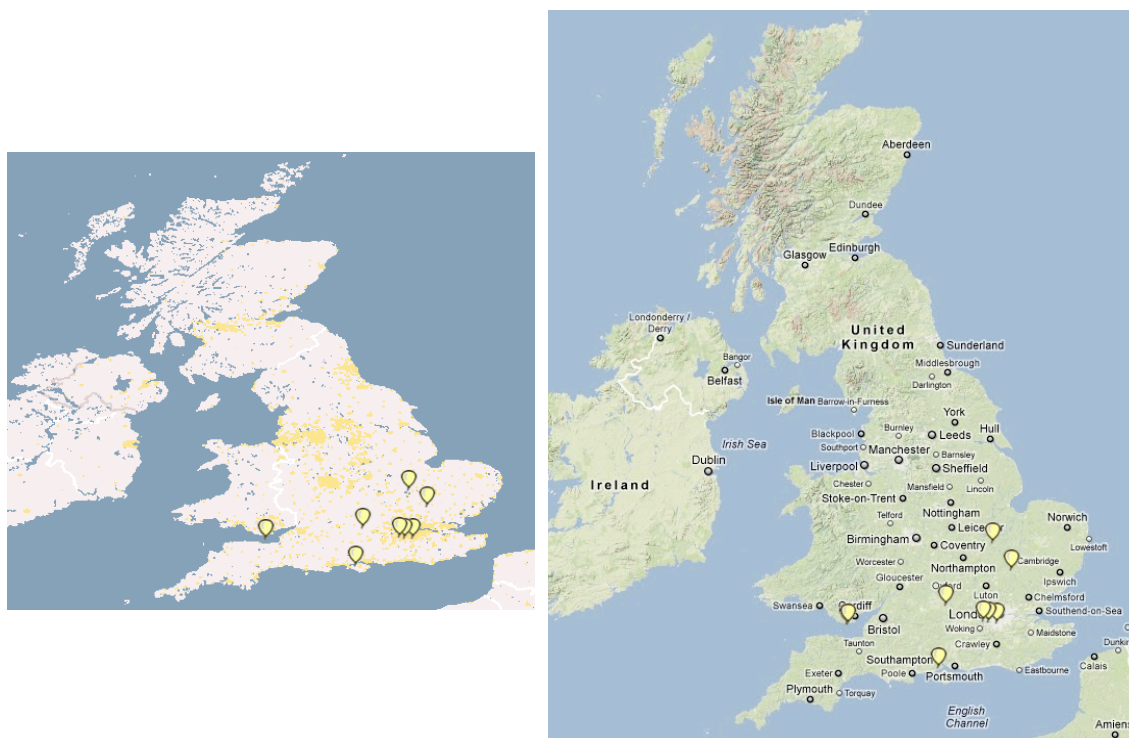 Aberdeen
Dundee
Edinburgh
Glasgow
Londonderry /
Derry
United
Kingdom
Sunderland
Bangor
Belfast
Middlesbrough
Darlington
Isle of Man
Barrow-in-Furness
York
Blackpool
Burnley
Leeds
Hull
Irish Sea
Southport
Manchester
Barnsley
Dublin
Liverpool
Sheffield
Ireland
Chester
Mansfield
Lincoln
Stoke-on-Trent
Nottingham
Telford
Norwich
Birmingham
Coventry
Lowestoft
Worcester
Northampton
Cambridge
Gloucester
Ipswich
Luton
Chelmsford
Swansea
Southend-on-Sea
Bristol
Woking
Maidstone
Taunton
Crawley
Southampton
Calais
Exeter
Poole
Portsmouth
Eastbourne
Plymouth
Torquay
English
Channel
Amiens